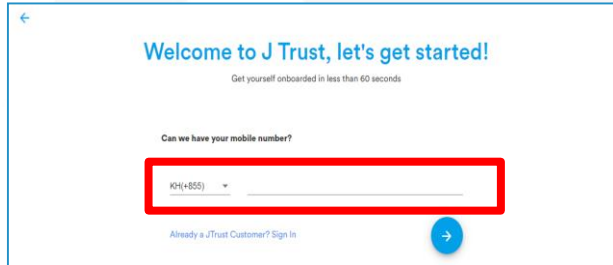 Welcome to J Trust, let's get started!
Get yourself onboarded in less than 60 seconds
Can we have your mobile number?
KH(+855)
Already a JTrust Customer? Sign In